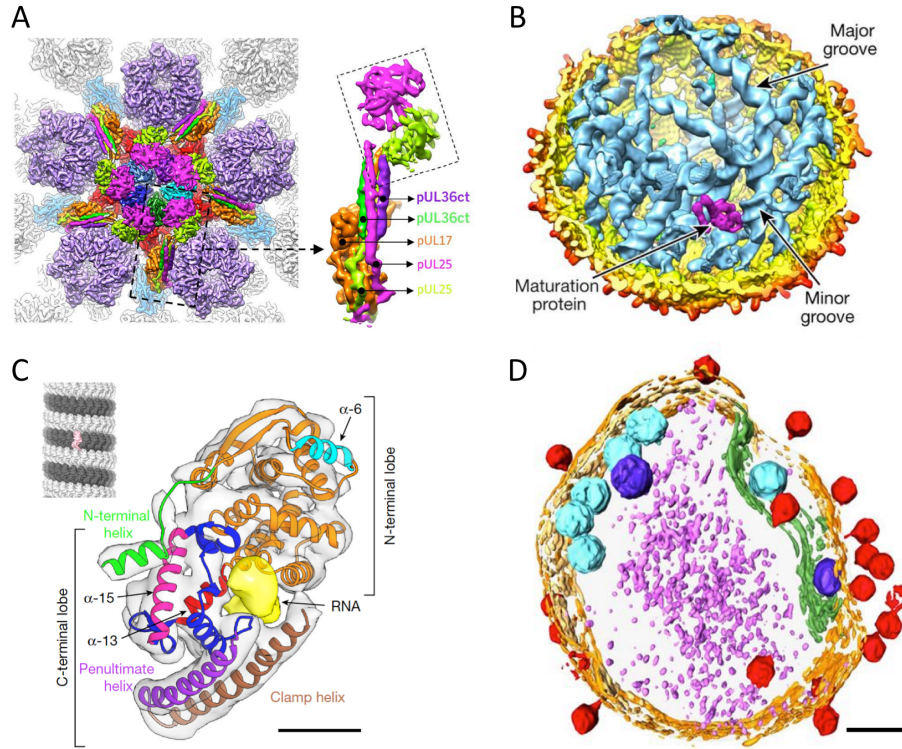 A
pUL36ct
pUL36ct
pUL17
pUL25
pUL25
B
Major
groove
Maturation
protein
Minor
groove
C
α-6
N-terminal lobe
N-terminal
helix
C-terminal lobe
α-15
α-13
RNA
Penultimate
helix
Clamp helix
D